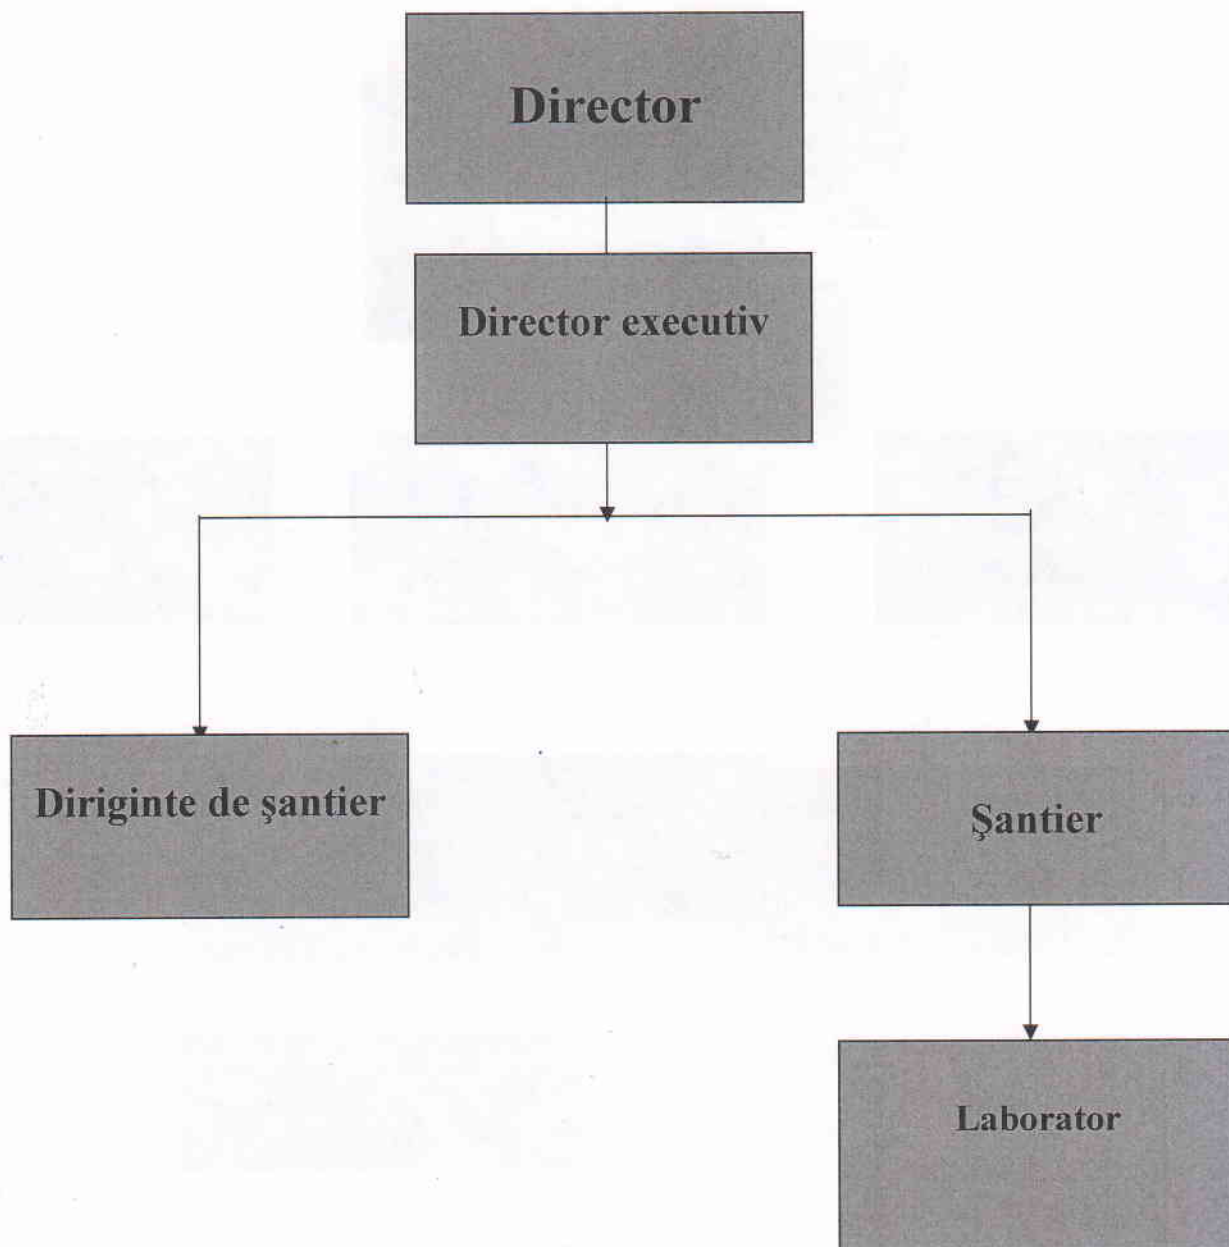 Director
Director executiv
Diriginte de şantier
Şantier
Laborator